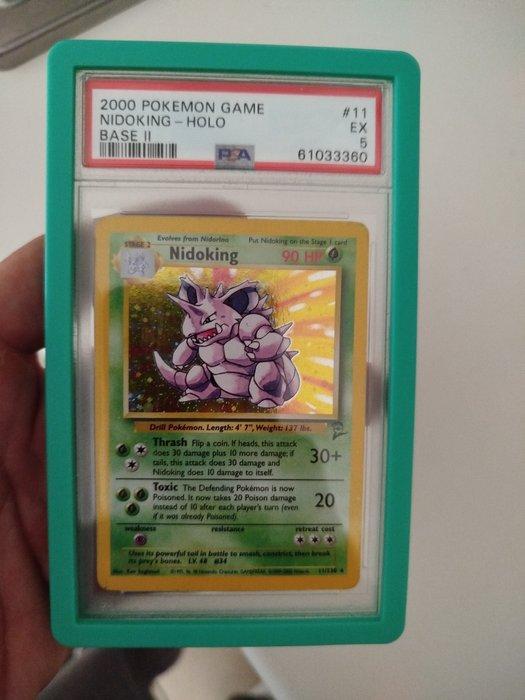 2000 POKEMON GAME #11
NIDOKING - HOLO EX
BASE II 5
PSA 61033360
STAGE 2 Evolves from Nidorino Put Nidoking on the Stage 1 card
Nidoking 90 HP
Drill Pokémon. Length: 4' 7", Weight: 137 lbs.
Thrash Flip a coin. If heads, this attack
does 30 damage plus 10 more damage; if
tails, this attack does 30 damage and
Nidoking does 10 damage to itself.
30+
Toxic The Defending Pokémon is now
Poisoned. It now takes 20 Poison damage
instead of 10 after each player's turn (even
if it was already Poisoned).
20
weakness resistance retreat cost
Uses its powerful tail in battle to smash, constrict, then break
its prey's bones. LV. 48 #34
11/130